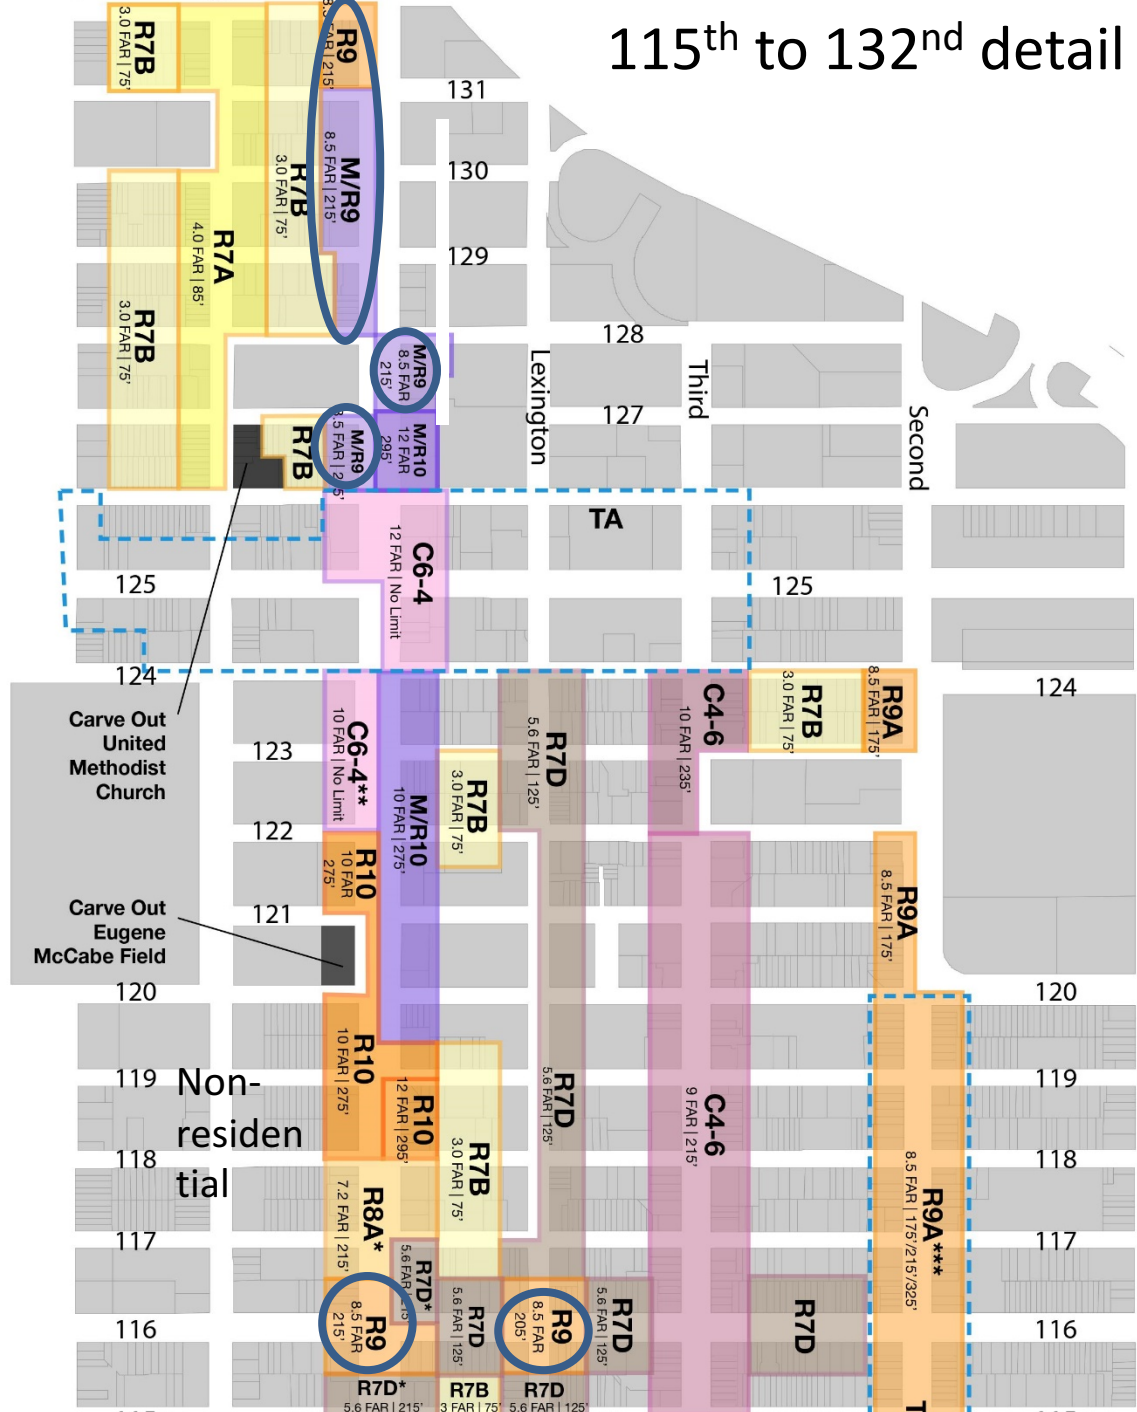 115th to 132nd detail
R7B
3.0 FAR | 75'
R9
8.5 FAR | 215'
131
130
129
128
127
M/R9
8.5 FAR | 215'
R7B
3.0 FAR | 75'
R7A
4.0 FAR | 85'
R7B
3.0 FAR | 75'
M/R9
8.5 FAR
215'
M/R10
12 FAR
295'
M/R9
R7B
Lexington
Third
Second
TA
C6-4
12 FAR | No Limit
125
125
124
124
Carve Out
United
Methodist
Church
C6-4**
10 FAR | No Limit
M/R10
10 FAR | 275'
R7B
3.0 FAR | 75'
R7D
5.6 FAR | 125'
C4-6
10 FAR | 235'
R7B
3.0 FAR | 75'
R9A
8.5 FAR | 175'
123
122
R10
10 FAR
275'
R9A
8.5 FAR | 175'
121
Carve Out
Eugene
McCabe Field
120
120
R10
10 FAR | 275'
R10
12 FAR | 295'
R7D
5.6 FAR | 125'
C4-6
9 FAR | 215'
119
119
Non-
residen
tial
R7B
3.0 FAR | 75'
118
118
R8A*
7.2 FAR | 215'
R9A***
8.5 FAR | 175'/215'/325'
117
117
R7D*
5.6 FAR | 215'
R9
8.5 FAR
215'
R7D
5.6 FAR | 125'
R9
8.5 FAR
205'
R7D
5.6 FAR | 125'
R7D
116
116
R7D*
5.6 FAR | 215'
R7B
3 FAR | 75'
R7D
5.6 FAR | 125'